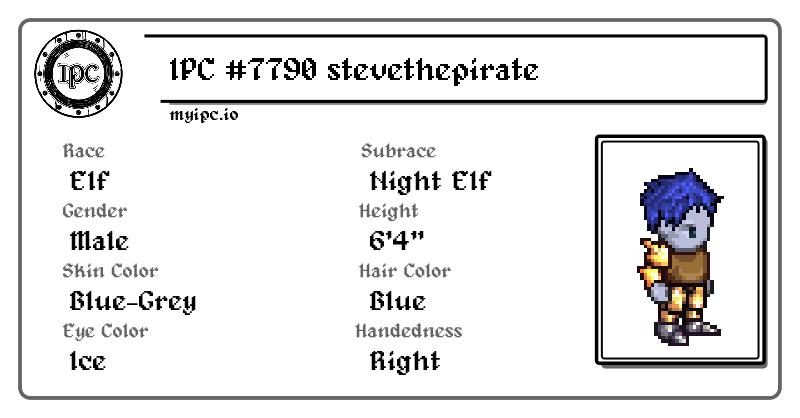 IPC
IPC #7790 stevethepirate
myipc.io
Race
Elf
Subrace
Night Elf
Gender
Male
Height
6'4"
Skin Color
Blue-Grey
Hair Color
Blue
Eye Color
Ice
Handedness
Right